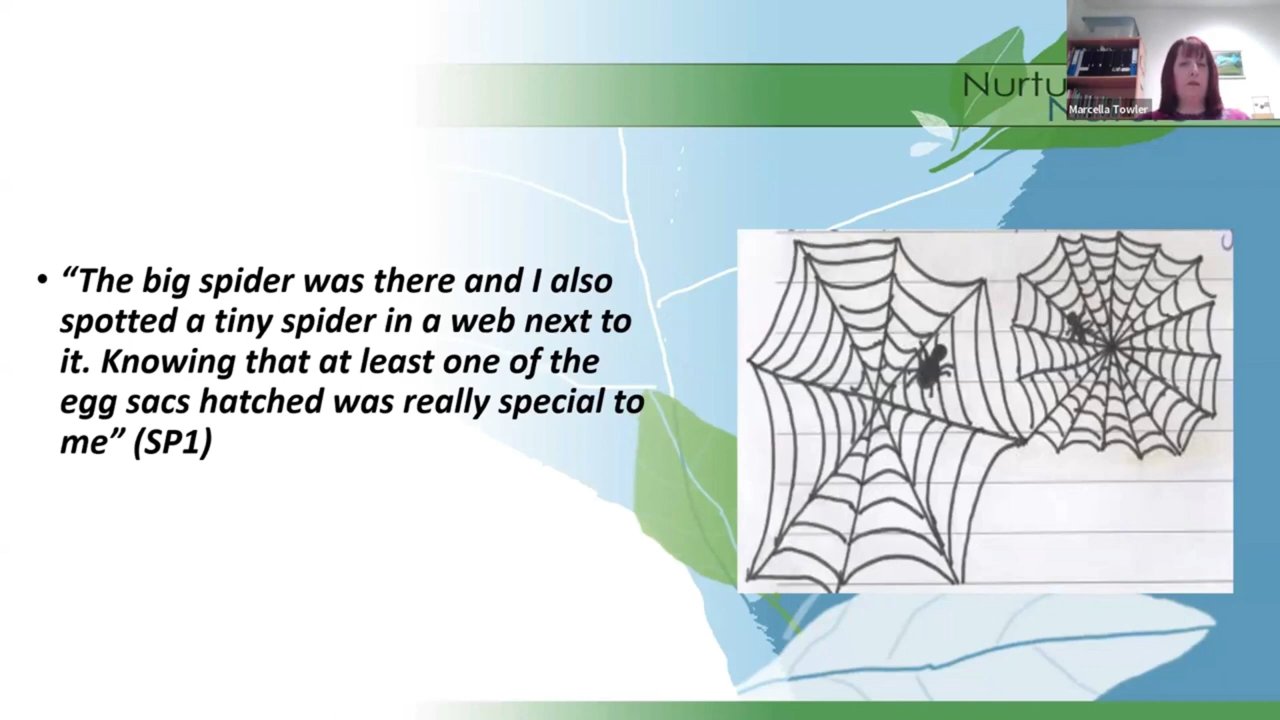 Nurtu
Marcella Towler
• “The big spider was there and I also
spotted a tiny spider in a web next to
it. Knowing that at least one of the
egg sacs hatched was really special to
me” (SP1)